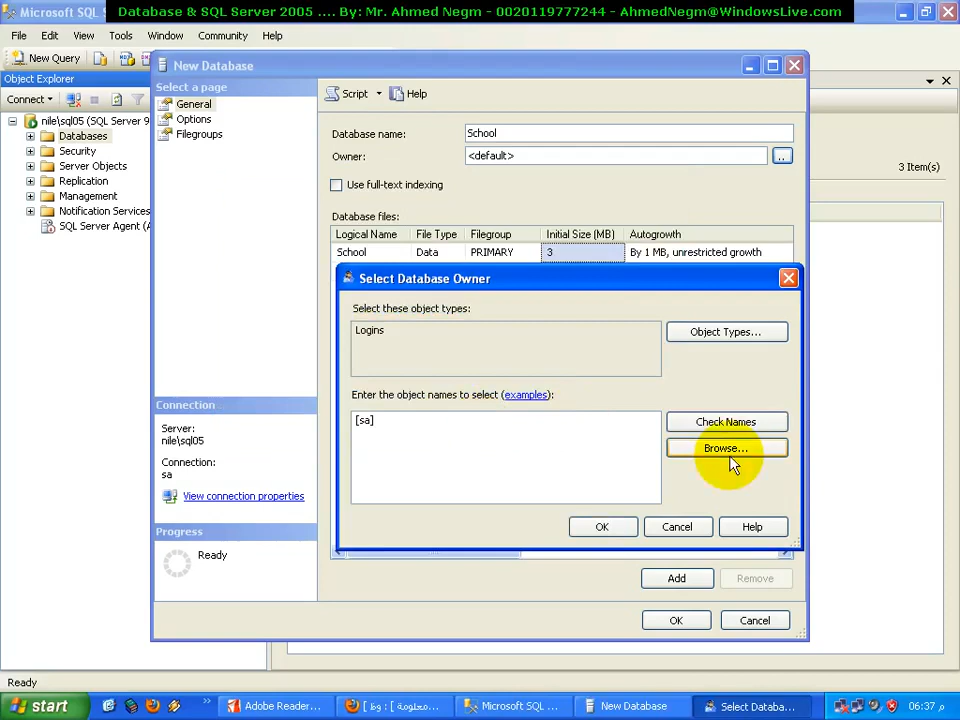 Microsoft SQL S
Database & SQL Server 2005 .... By: Mr. Ahmed Negm - 0020119777244 - AhmedNegm@WindowsLive.com
File Edit View Tools Window Community Help
New Query
Object Explorer
Connect
nile\sql05 (SQL Server 9
Databases
Security
Server Objects
Replication
Management
Notification Services
SQL Server Agent (A
3 Item(s)
New Database
Select a page
General
Options
Filegroups
Script Help
Database name: School
Owner: <default>
..
Use full-text indexing
Database files:
Logical Name File Type Filegroup Initial Size (MB) Autogrowth
School Data PRIMARY 3 By 1 MB, unrestricted growth
Select Database Owner
Select these object types:
Logins
Object Types...
Enter the object names to select (examples):
[sa]
Check Names
Browse...
OK Cancel Help
Connection
Server:
nile\sql05
Connection:
sa
View connection properties
Progress
Ready
Add Remove
OK Cancel
Ready
start
Adobe Reader...
Microsoft SQL ...
New Database
Select Databa...
06:37 م